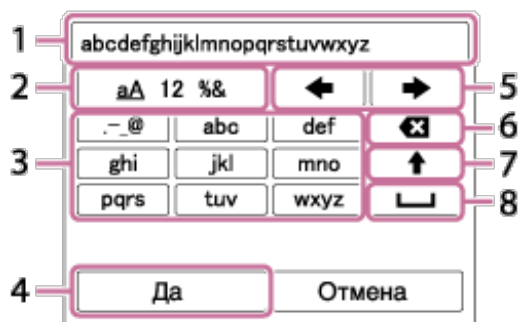 1 abcdefghijklmnopqrstuvwxyz
2 aA 12 %& 5
.-_@ abc def 6
3 ghi jkl mno 7
pqrs tuv wxyz 8
4 Да Отмена